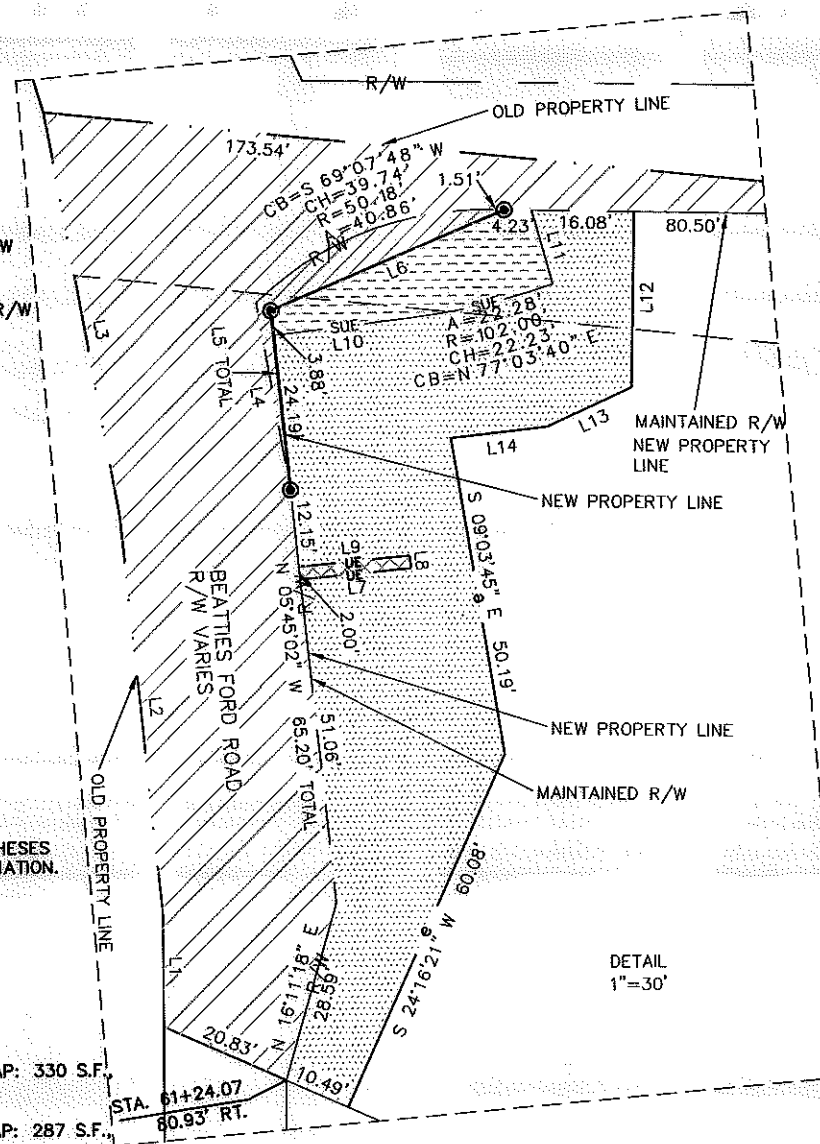 R/W
OLD PROPERTY LINE
173.54'
CB=S 69°07'48" W
CH=39.74'
R=50.18'
A=40.86'
R/W
1.51'
4.23'
16.08'
80.50'
L11
L6
L12
W
R/W
L3
SUE
L10
SUE
A=22.28'
R=102.00'
CH=22.23'
CB=N 77°03'40" E
L5 TOTAL
L4
3.88'
24.19'
L13
L14
MAINTAINED R/W
NEW PROPERTY
LINE
NEW PROPERTY LINE
12.15'
L9
UE
UE
L7
L8
2.00'
S 09°03'45" E 50.19'
a
BEATTIES FORD ROAD
R/W VARIES
N 05°45'02" W
51.06'
65.20' TOTAL
L2
NEW PROPERTY LINE
MAINTAINED R/W
OLD PROPERTY LINE
HESES
ATION.
S 24°16'21" W 60.08'
e
L1
N 16°11'18" E
R/W
28.59'
DETAIL
1"=30'
20.83'
10.49'
AP: 330 S.F.,
STA. 61+24.07
80.93' RT.
AP: 287 S.F.,